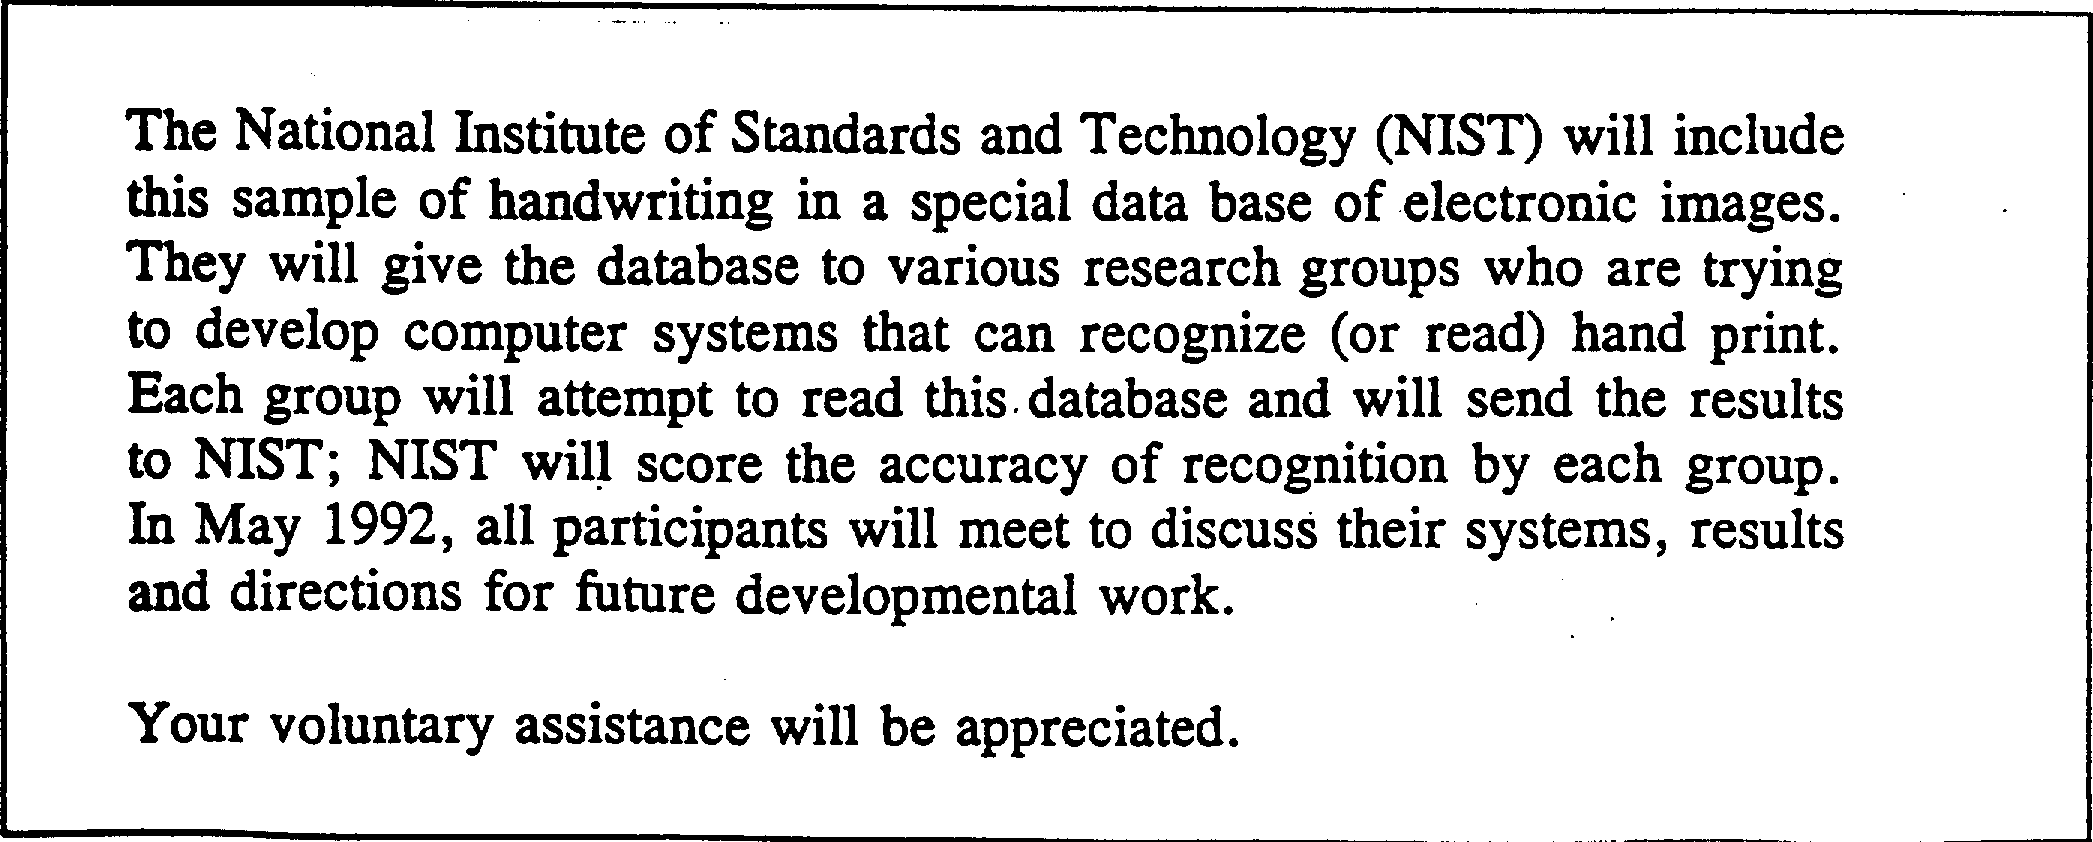 The National Institute of Standards and Technology (NIST) will include
this sample of handwriting in a special data base of electronic images.
They will give the database to various research groups who are trying
to develop computer systems that can recognize (or read) hand print.
Each group will attempt to read this database and will send the results
to NIST; NIST will score the accuracy of recognition by each group.
In May 1992, all participants will meet to discuss their systems, results
and directions for future developmental work.
Your voluntary assistance will be appreciated.